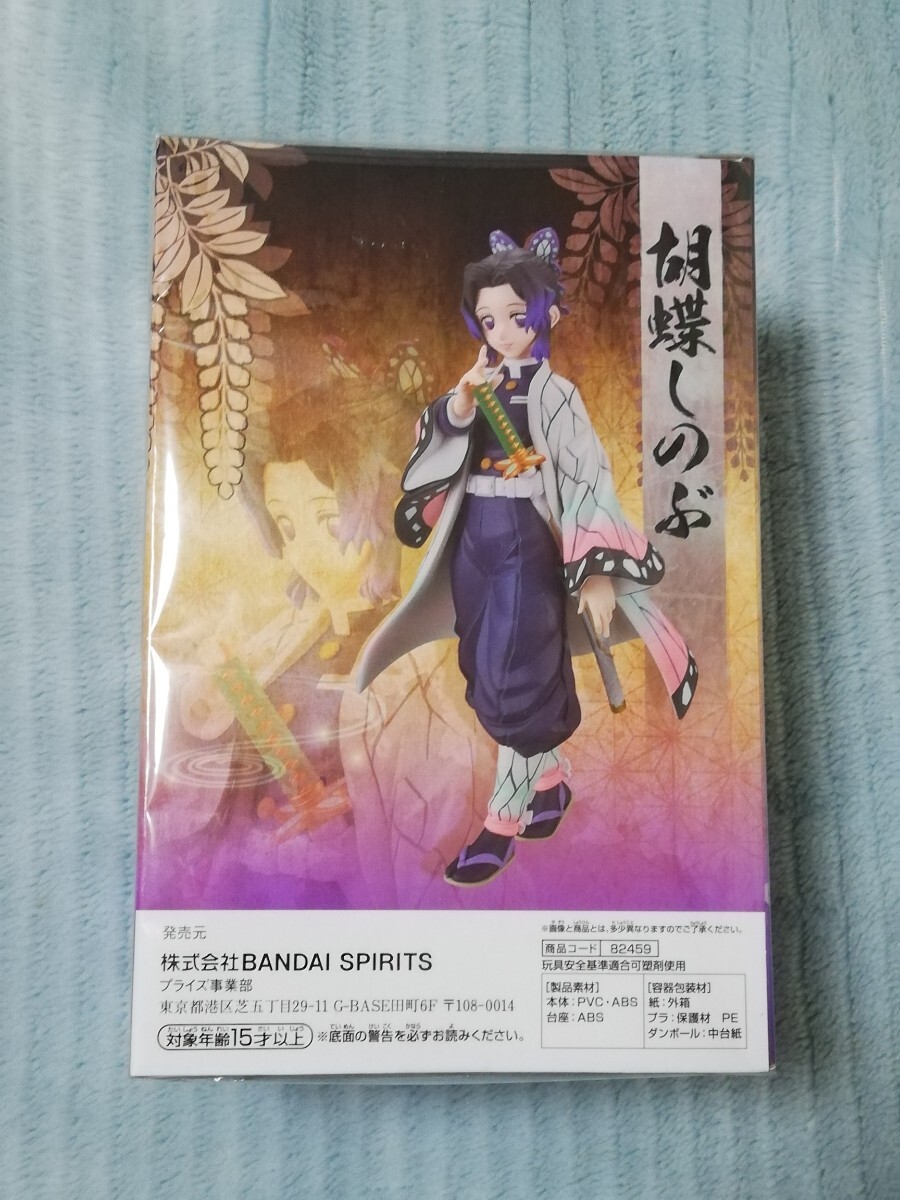 胡蝶しのぶ
発売元
株式会社BANDAI SPIRITS
プライズ事業部
東京都港区芝五丁目29-11 G-BASE田町6F 〒108-0014
対象年齢15才以上 ※底面の警告を必ずお読みください。
※画像と商品とは、多少異なりますのでご了承ください。
商品コード 82459
玩具安全基準適合可塑剤使用
[製品素材]
本体：PVC・ABS
台座：ABS
[容器包装材]
紙：外箱
プラ：保護材 PE
ダンボール：中台紙